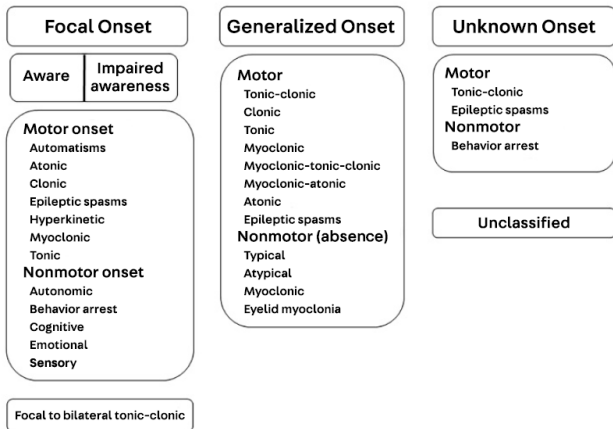 Focal Onset
Aware
Impaired
awareness
Motor onset
Automatisms
Atonic
Clonic
Epileptic spasms
Hyperkinetic
Myoclonic
Tonic
Nonmotor onset
Autonomic
Behavior arrest
Cognitive
Emotional
Sensory
Focal to bilateral tonic-clonic
Generalized Onset
Motor
Tonic-clonic
Clonic
Tonic
Myoclonic
Myoclonic-tonic-clonic
Myoclonic-atonic
Atonic
Epileptic spasms
Nonmotor (absence)
Typical
Atypical
Myoclonic
Eyelid myoclonia
Unknown Onset
Motor
Tonic-clonic
Epileptic spasms
Nonmotor
Behavior arrest
Unclassified